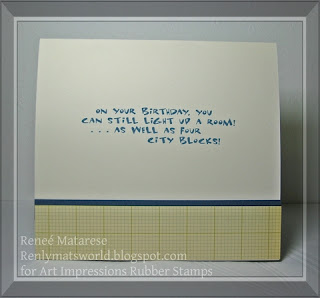 ON YOUR BIRTHDAY, YOU
CAN STILL LIGHT UP A ROOM!
. . . AS WELL AS FOUR
CITY BLOCKS!
Reneé Matarese
Renlymatsworld.blogspot.com
for Art Impressions Rubber Stamps